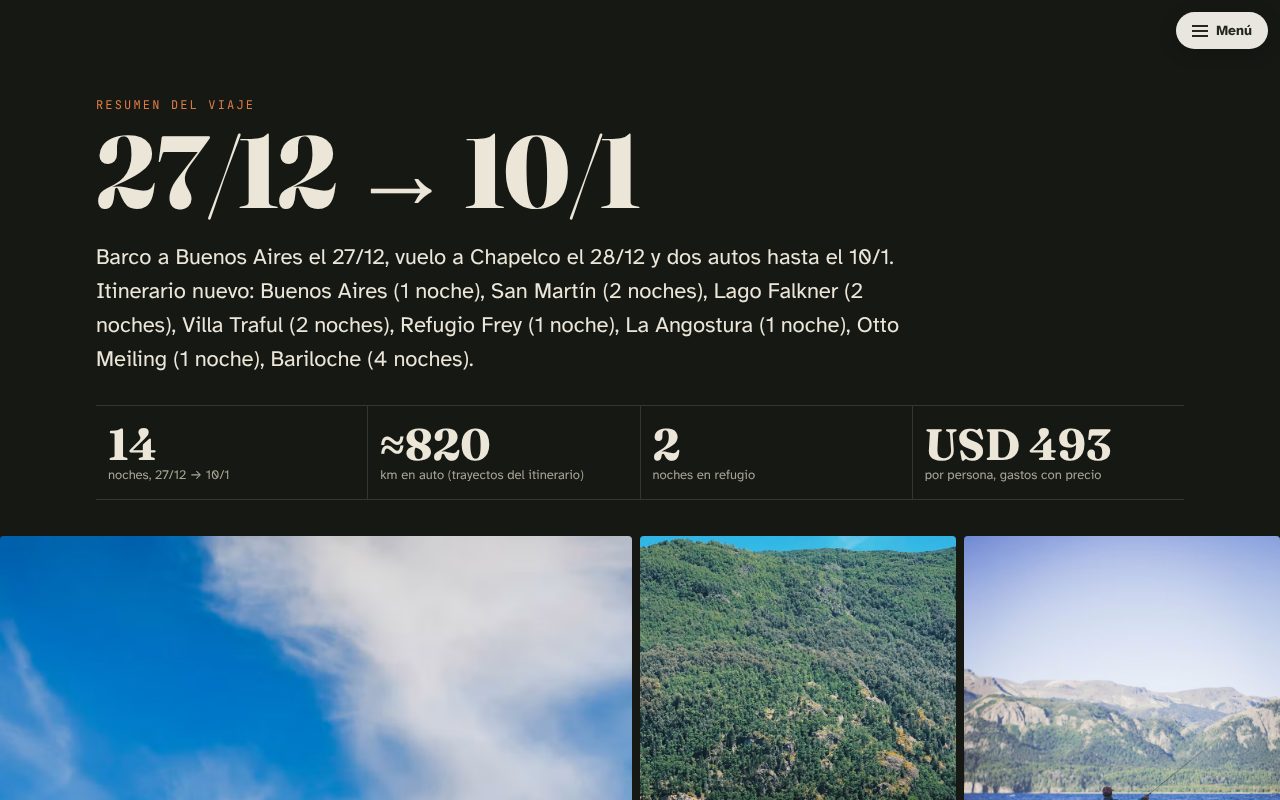 Menú
RESUMEN DEL VIAJE
27/12 → 10/1
Barco a Buenos Aires el 27/12, vuelo a Chapelco el 28/12 y dos autos hasta el 10/1.
Itinerario nuevo: Buenos Aires (1 noche), San Martín (2 noches), Lago Falkner (2
noches), Villa Traful (2 noches), Refugio Frey (1 noche), La Angostura (1 noche), Otto
Meiling (1 noche), Bariloche (4 noches).
14
noches, 27/12 → 10/1
≈820
km en auto (trayectos del itinerario)
2
noches en refugio
USD 493
por persona, gastos con precio